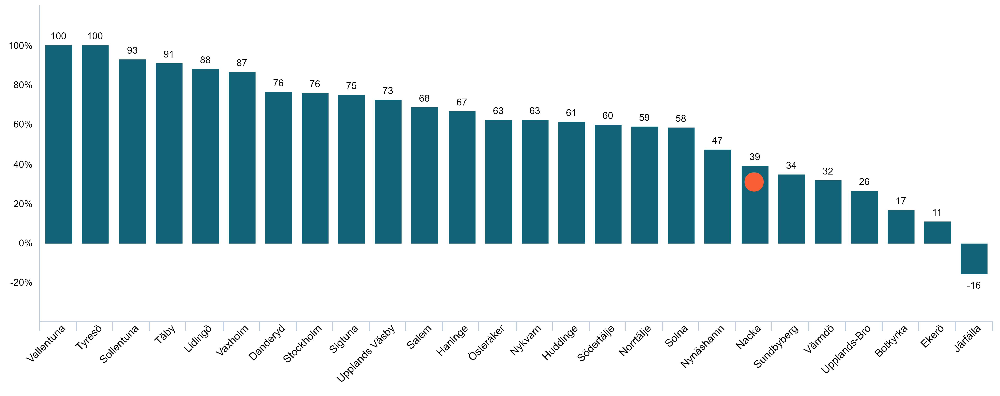 100%
80%
60%
40%
20%
0%
-20%
100
100
93
91
88
87
76
76
75
73
68
67
63
63
61
60
59
58
47
39
34
32
26
17
11
-16
Vallentuna
Tyresö
Sollentuna
Täby
Lidingö
Vaxholm
Danderyd
Stockholm
Sigtuna
Upplands Väsby
Salem
Haninge
Österåker
Nykvarn
Huddinge
Södertälje
Norrtälje
Solna
Nynäshamn
Nacka
Sundbyberg
Värmdö
Upplands-Bro
Botkyrka
Ekerö
Järfälla